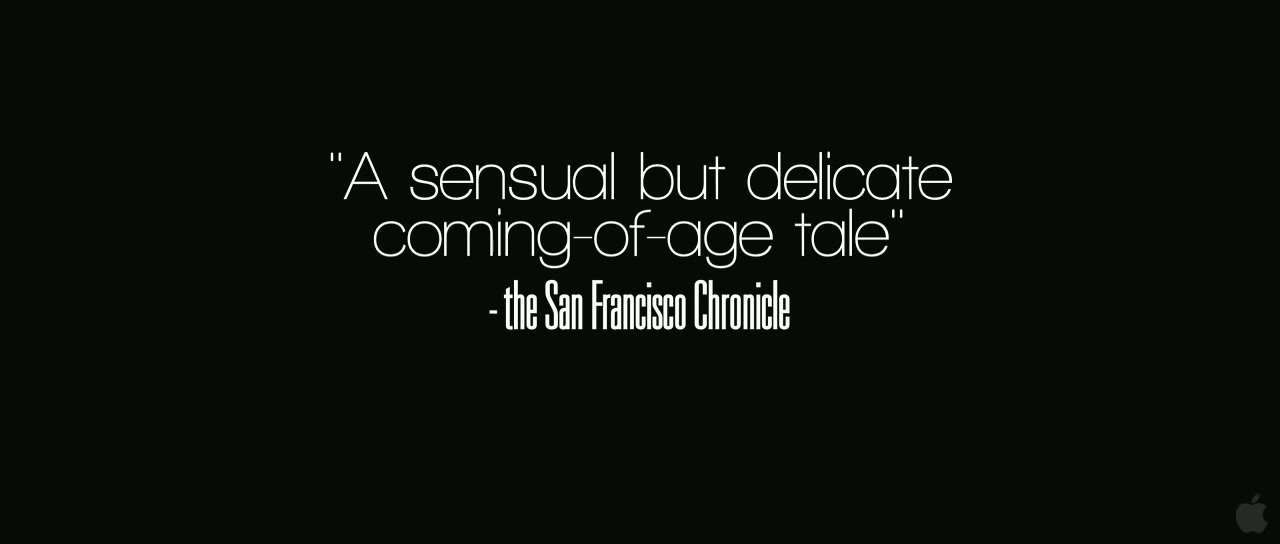 "A sensual but delicate
coming-of-age tale"
- the San Francisco Chronicle